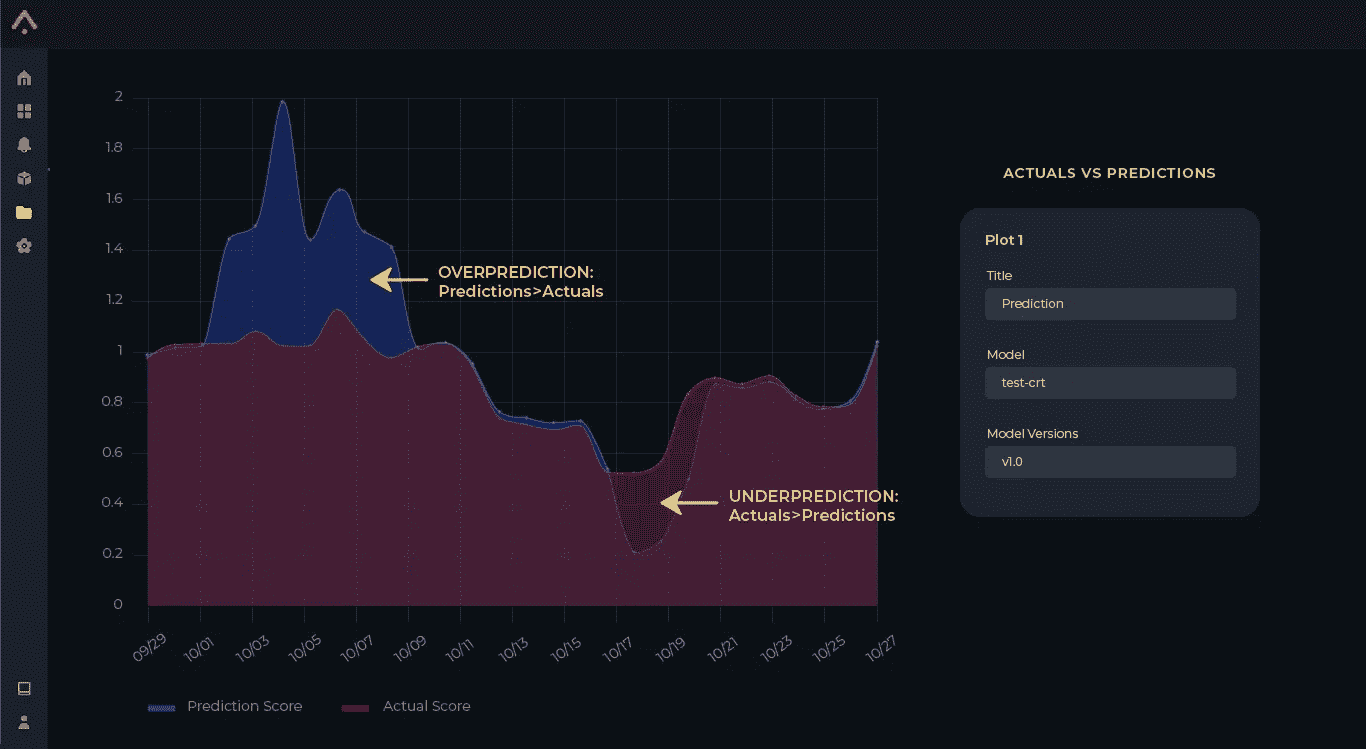 2
1.8
1.6
1.4
1.2
1
0.8
0.6
0.4
0.2
0
09/29
10/01
10/03
10/05
10/07
10/09
10/11
10/13
10/15
10/17
10/19
10/21
10/23
10/25
10/27
OVERPREDICTION:
Predictions>Actuals
UNDERPREDICTION:
Actuals>Predictions
Prediction Score
Actual Score
ACTUALS VS PREDICTIONS
Plot 1
Title
Prediction
Model
test-crt
Model Versions
v1.0